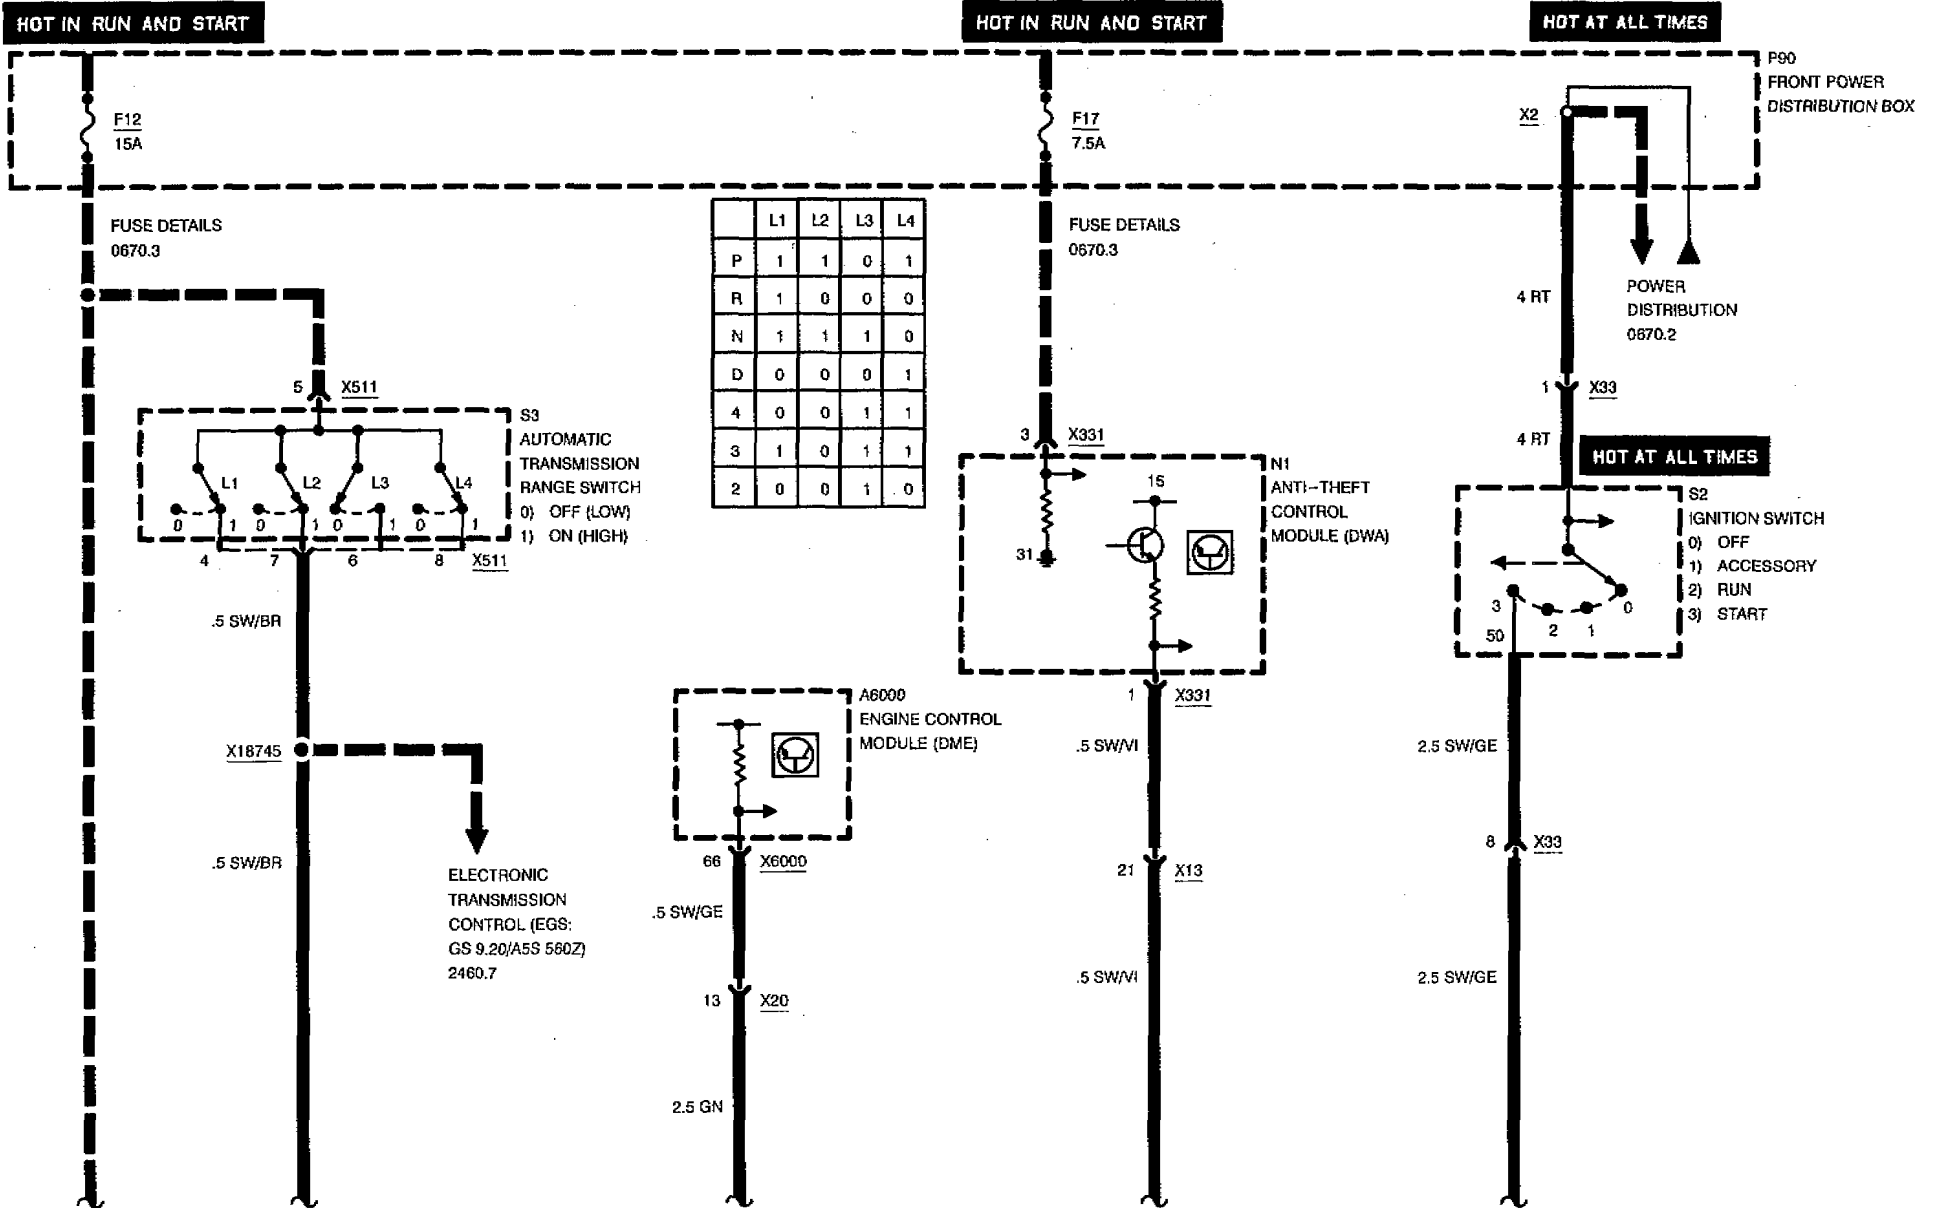 HOT IN RUN AND START
HOT IN RUN AND START
HOT AT ALL TIMES
P90
FRONT POWER
DISTRIBUTION BOX
F12
15A
F17
7.5A
X2
FUSE DETAILS
0670.3
FUSE DETAILS
0670.3
L1 L2 L3 L4
P 1 1 0 1
R 1 0 0 0
N 1 1 1 0
D 0 0 0 1
4 0 0 1 1
3 1 0 1 1
2 0 0 1 0
4 RT
POWER
DISTRIBUTION
0670.2
5 X511
1 X33
4 RT
HOT AT ALL TIMES
S3
AUTOMATIC
TRANSMISSION
RANGE SWITCH
0) OFF (LOW)
1) ON (HIGH)
L1 L2 L3 L4
0 1 0 1 0 1 0 1
4 7 6 8 X511
3 X331
N1
ANTI-THEFT
CONTROL
MODULE (DWA)
15
31
S2
IGNITION SWITCH
0) OFF
1) ACCESSORY
2) RUN
3) START
3 2 1 0
50
.5 SW/BR
X18745
.5 SW/BR
ELECTRONIC
TRANSMISSION
CONTROL (EGS:
GS 9.20/A5S 560Z)
2460.7
A6000
ENGINE CONTROL
MODULE (DME)
66 X6000
.5 SW/GE
13 X20
2.5 GN
1 X331
.5 SW/VI
21 X13
.5 SW/VI
2.5 SW/GE
8 X33
2.5 SW/GE